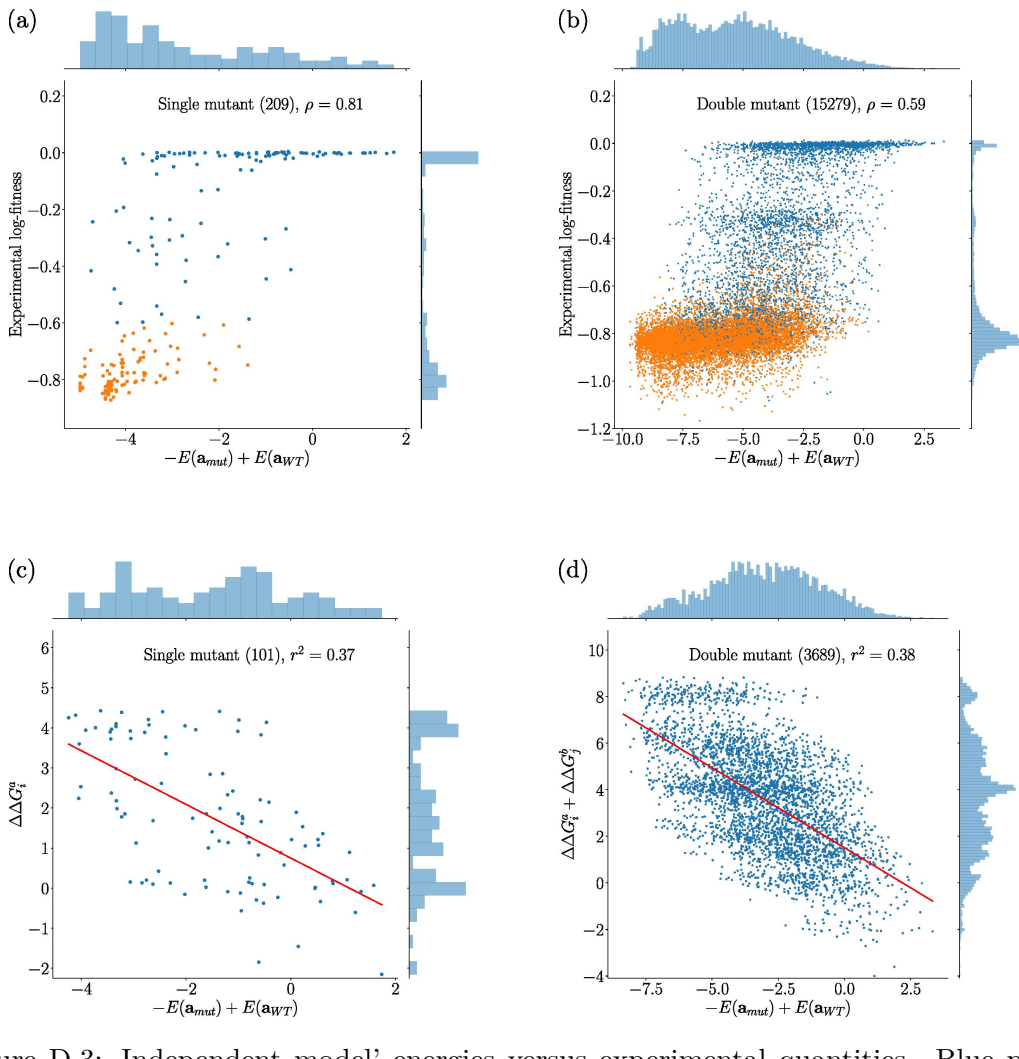 (a)
Single mutant (209), ρ = 0.81
0.2
0.0
−0.2
−0.4
−0.6
−0.8
Experimental log-fitness
−4 −2 0 2
−E(a_mut) + E(a_WT)
(b)
Double mutant (15279), ρ = 0.59
0.2
0.0
−0.2
−0.4
−0.6
−0.8
−1.0
−1.2
Experimental log-fitness
−10.0 −7.5 −5.0 −2.5 0.0 2.5
−E(a_mut) + E(a_WT)
(c)
Single mutant (101), r² = 0.37
6
5
4
3
2
1
0
−1
−2
ΔΔG_i^a
−4 −2 0 2
−E(a_mut) + E(a_WT)
(d)
Double mutant (3689), r² = 0.38
10
8
6
4
2
0
−2
−4
ΔΔG_i^a + ΔΔG_j^b
−7.5 −5.0 −2.5 0.0 2.5
−E(a_mut) + E(a_WT)
D.3: Independent model' energies versus experimental quantities. Blue